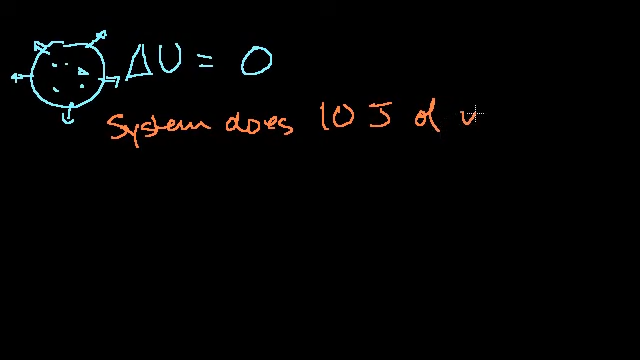 ΔU = 0
System does 10 J of